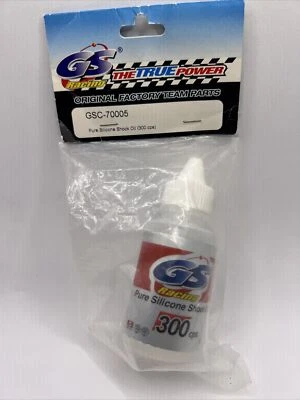 GS
Racing
THE TRUE POWER
ORIGINAL FACTORY TEAM PARTS
GSC-70005
Pure Silicone Shock Oil (300 cps)
GS
Racing
Pure Silicone Shock
300 cps